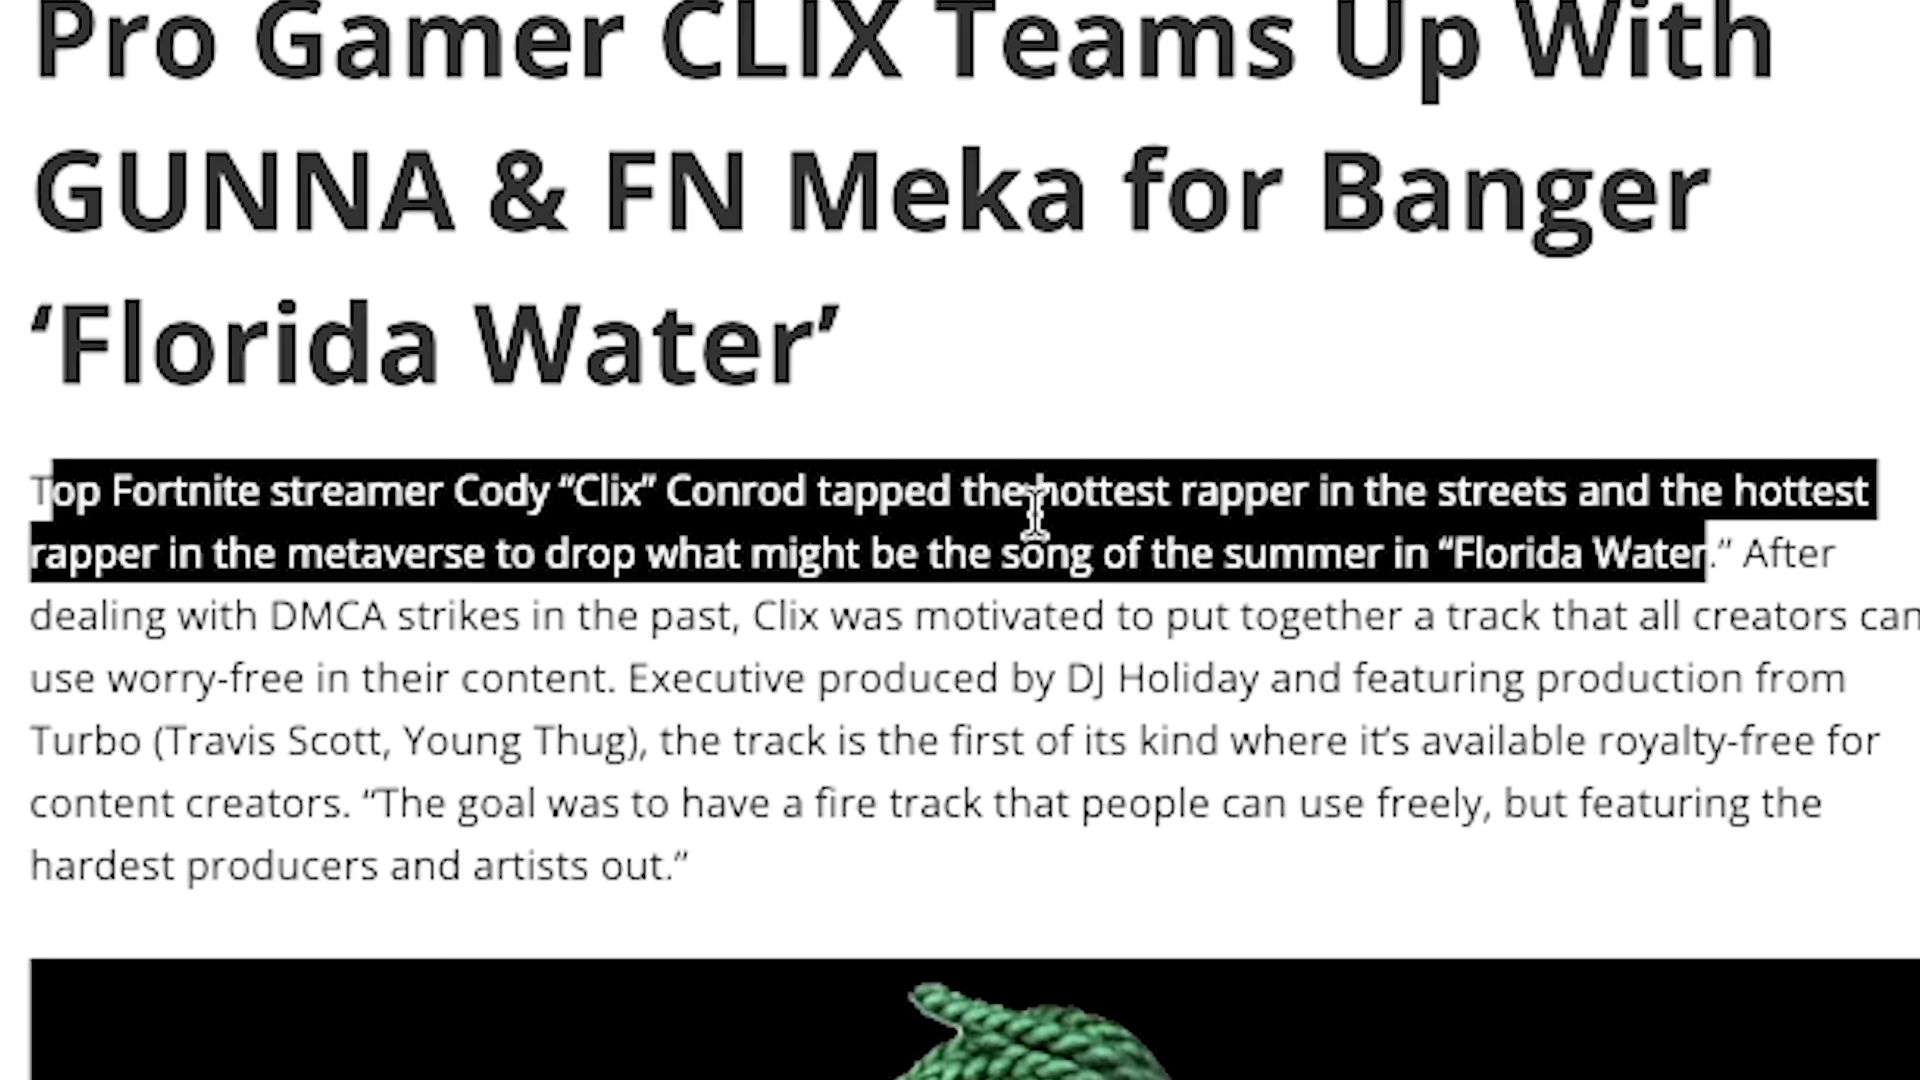 Pro Gamer CLIX Teams Up With
GUNNA & FN Meka for Banger
‘Florida Water’
Top Fortnite streamer Cody “Clix” Conrod tapped the hottest rapper in the streets and the hottest
rapper in the metaverse to drop what might be the song of the summer in “Florida Water.” After
dealing with DMCA strikes in the past, Clix was motivated to put together a track that all creators can
use worry-free in their content. Executive produced by DJ Holiday and featuring production from
Turbo (Travis Scott, Young Thug), the track is the first of its kind where it’s available royalty-free for
content creators. “The goal was to have a fire track that people can use freely, but featuring the
hardest producers and artists out.”